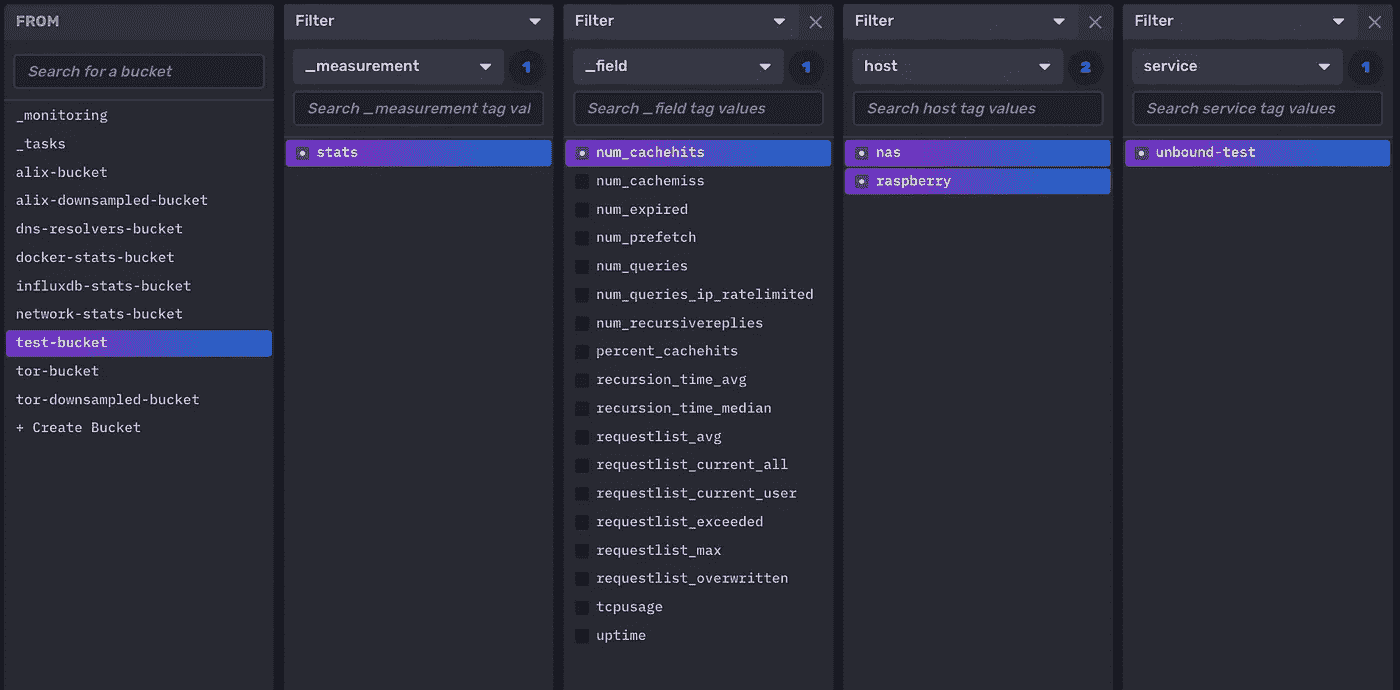 FROM
Search for a bucket
_monitoring
_tasks
alix-bucket
alix-downsampled-bucket
dns-resolvers-bucket
docker-stats-bucket
influxdb-stats-bucket
network-stats-bucket
test-bucket
tor-bucket
tor-downsampled-bucket
+ Create Bucket
Filter
_measurement
1
Search _measurement tag val
stats
Filter
_field
1
Search _field tag values
num_cachehits
num_cachemiss
num_expired
num_prefetch
num_queries
num_queries_ip_ratelimited
num_recursivereplies
percent_cachehits
recursion_time_avg
recursion_time_median
requestlist_avg
requestlist_current_all
requestlist_current_user
requestlist_exceeded
requestlist_max
requestlist_overwritten
tcpusage
uptime
Filter
host
2
Search host tag values
nas
raspberry
Filter
service
1
Search service tag values
unbound-test